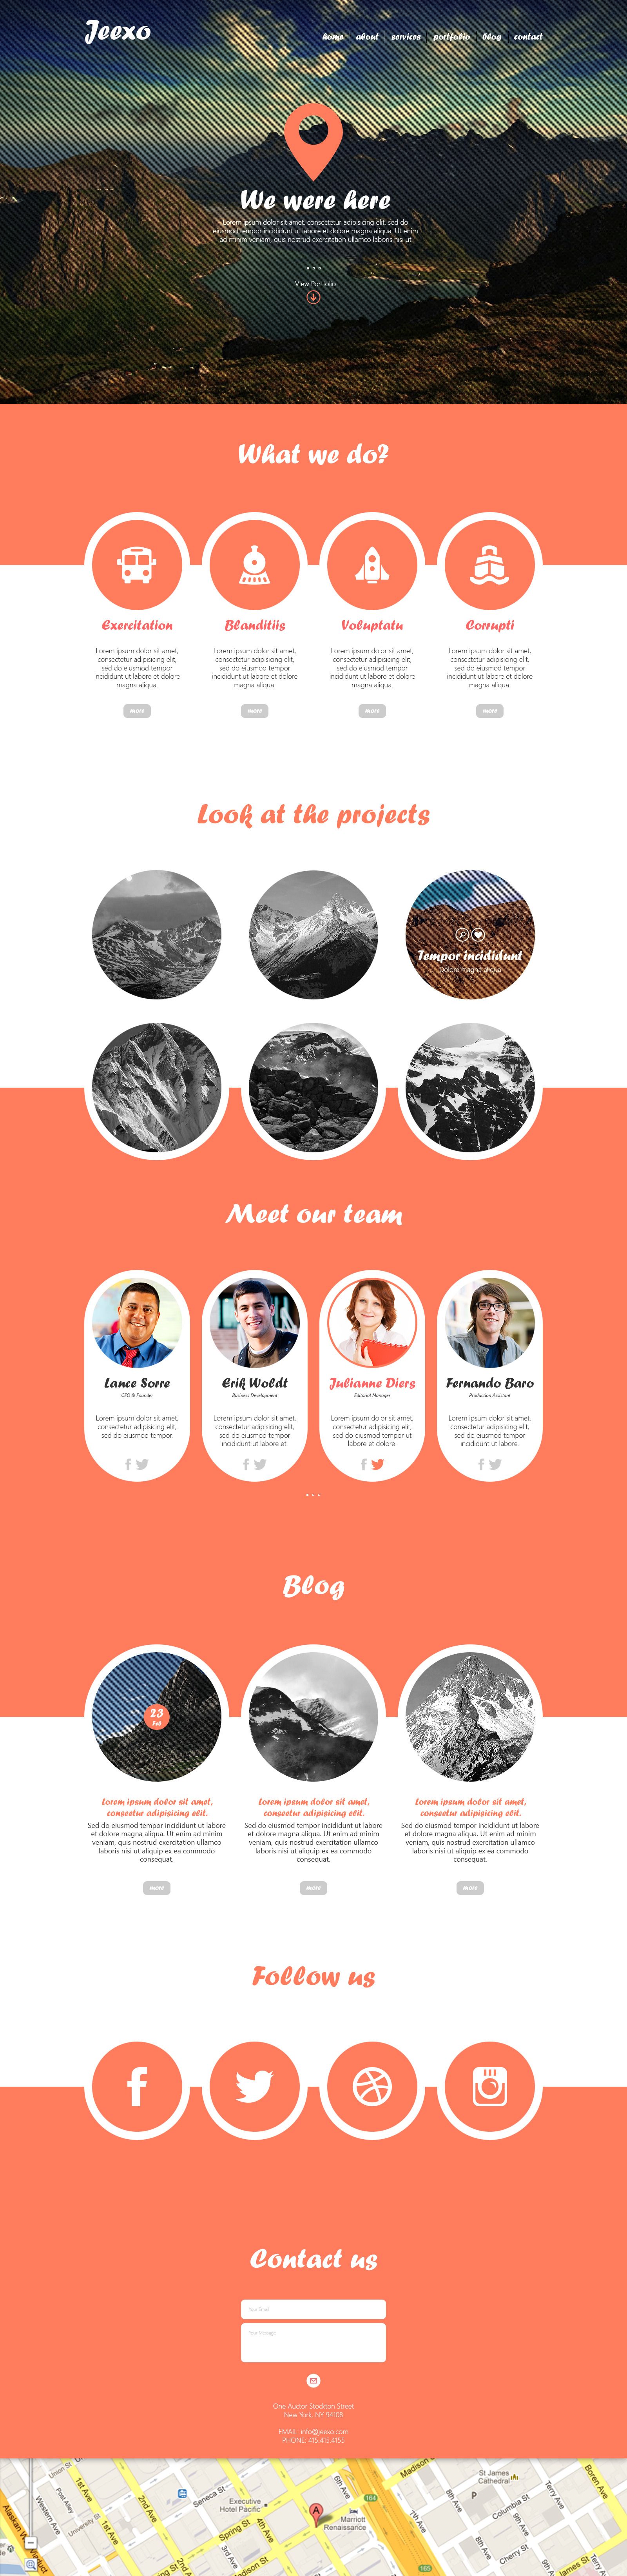 Jeexo
home about services portfolio blog contact
We were here
Lorem ipsum dolor sit amet, consectetur adipisicing elit, sed do
eiusmod tempor incididunt ut labore et dolore magna aliqua. Ut enim
ad minim veniam, quis nostrud exercitation ullamco laboris nisi ut
View Portfolio
What we do?
Exercitation
Lorem ipsum dolor sit amet,
consectetur adipisicing elit,
sed do eiusmod tempor
incididunt ut labore et dolore
magna aliqua.
more
Blanditiis
Lorem ipsum dolor sit amet,
consectetur adipisicing elit,
sed do eiusmod tempor
incididunt ut labore et dolore
magna aliqua.
more
Voluptatu
Lorem ipsum dolor sit amet,
consectetur adipisicing elit,
sed do eiusmod tempor
incididunt ut labore et dolore
magna aliqua.
more
Corrupti
Lorem ipsum dolor sit amet,
consectetur adipisicing elit,
sed do eiusmod tempor
incididunt ut labore et dolore
magna aliqua.
more
Look at the projects
Tempor incididunt
Dolore magna aliqua
Meet our team
Lance Sorre
CEO & Founder
Lorem ipsum dolor sit amet,
consectetur adipisicing elit,
sed do eiusmod tempor
Erik Woldt
Business Development
Lorem ipsum dolor sit amet,
consectetur adipisicing elit,
sed do eiusmod tempor
incididunt ut labore et.
Julianne Diers
Editorial Manager
Lorem ipsum dolor sit amet,
consectetur adipisicing elit,
sed do eiusmod tempor ut
labore et dolore.
Fernando Baro
Production Assistant
Lorem ipsum dolor sit amet,
consectetur adipisicing elit,
sed do eiusmod tempor
incididunt ut labore.
Blog
23
Feb
Lorem ipsum dolor sit amet,
consectur adipisicing elit.
Sed do eiusmod tempor incididunt ut labore
et dolore magna aliqua. Ut enim ad minim
veniam, quis nostrud exercitation ullamco
laboris nisi ut aliquip ex ea commodo
consequat.
more
Lorem ipsum dolor sit amet,
consectur adipisicing elit.
Sed do eiusmod tempor incididunt ut labore
et dolore magna aliqua. Ut enim ad minim
veniam, quis nostrud exercitation ullamco
laboris nisi ut aliquip ex ea commodo
consequat.
more
Lorem ipsum dolor sit amet,
consectur adipisicing elit.
Sed do eiusmod tempor incididunt ut labore
et dolore magna aliqua. Ut enim ad minim
veniam, quis nostrud exercitation ullamco
laboris nisi ut aliquip ex ea commodo
consequat.
more
Follow us
Contact us
Your Email
Your Message
One Auctor Stockton Street
New York, NY 94108
EMAIL: info@jeexo.com
PHONE: 415.415.4155
Union St
Post Alley
Western Ave
1st Ave
University St
1st Ave
2nd Ave
2nd Ave
Seneca St
Executive
Hotel Pacific
Spring St
4th Ave
A
6th Ave
164
Marriott
Renaissance
7th Ave
Madison
St James
Cathedral
P
8th Ave
8th Ave
9th Ave
Columbia St
Cherry St
Terry Ave
Terry Ave
Boren Ave
165